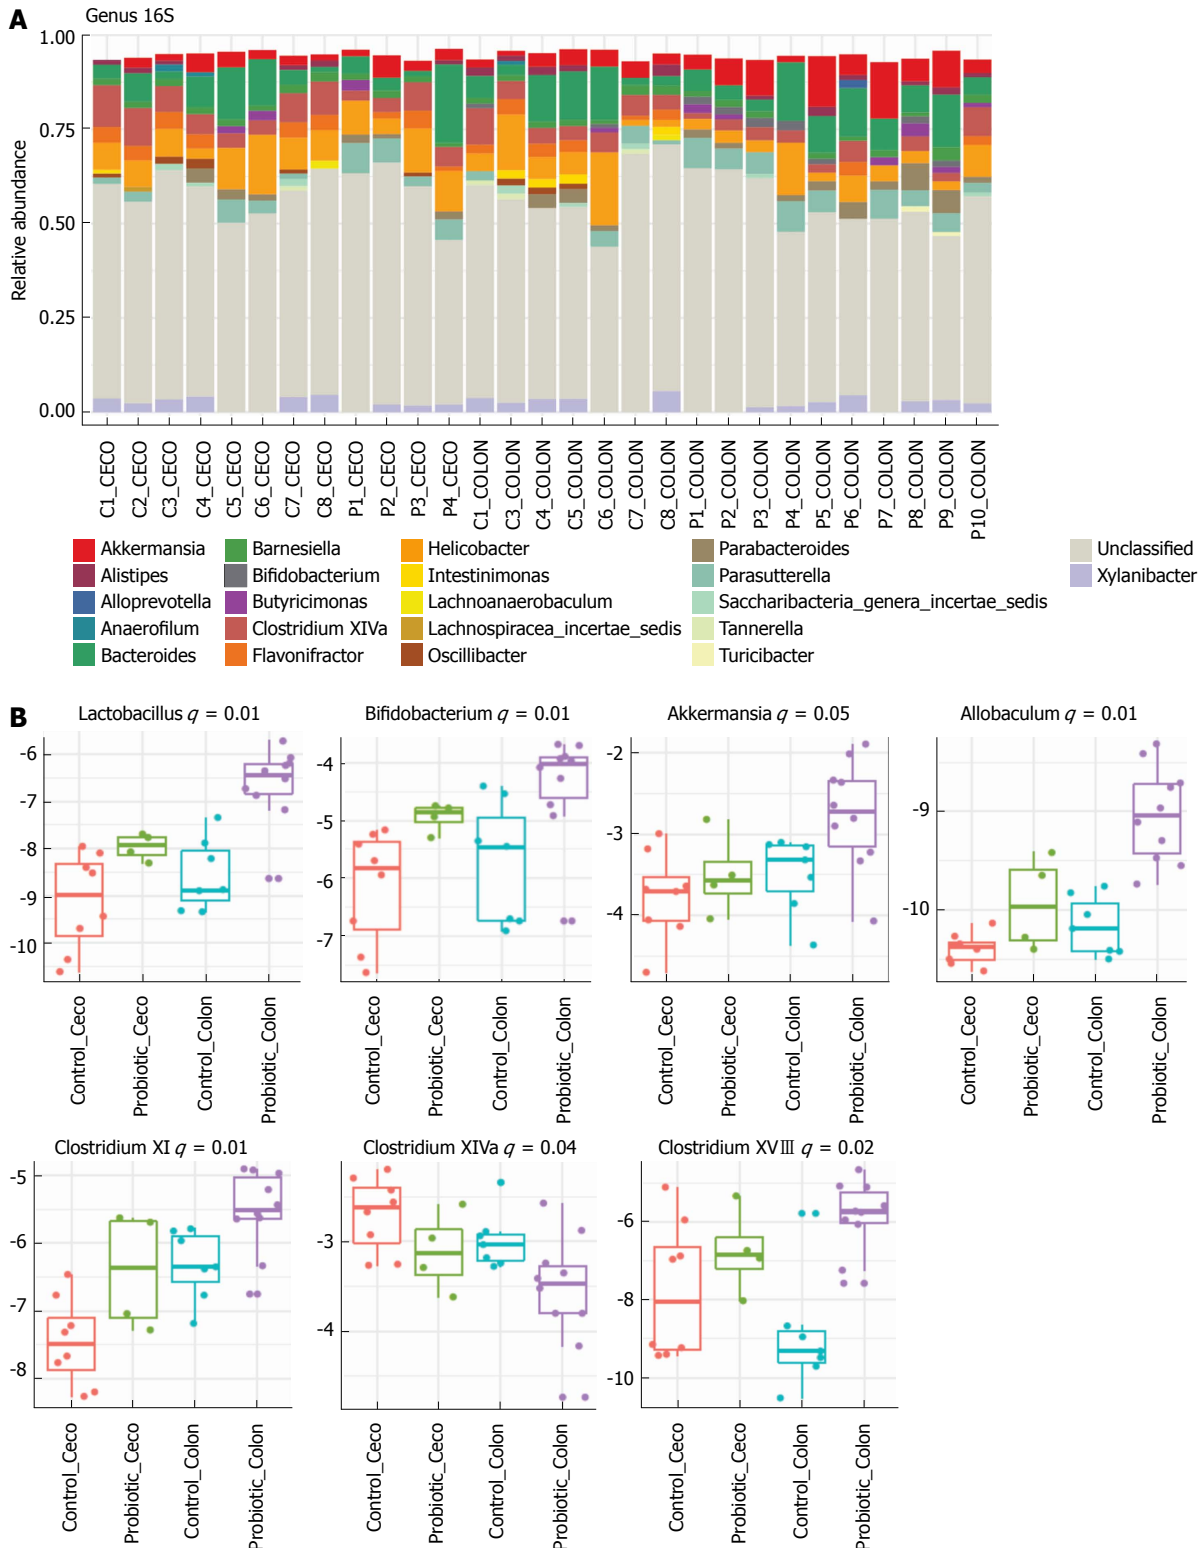 A
Genus 16S
Relative abundance
1.00
0.75
0.50
0.25
0.00
C1_CECO
C2_CECO
C3_CECO
C4_CECO
C5_CECO
C6_CECO
C7_CECO
C8_CECO
P1_CECO
P2_CECO
P3_CECO
P4_CECO
C1_COLON
C3_COLON
C4_COLON
C5_COLON
C6_COLON
C7_COLON
C8_COLON
P1_COLON
P2_COLON
P3_COLON
P4_COLON
P5_COLON
P6_COLON
P7_COLON
P8_COLON
P9_COLON
P10_COLON
Akkermansia
Alistipes
Alloprevotella
Anaerofilum
Bacteroides
Barnesiella
Bifidobacterium
Butyricimonas
Clostridium XIVa
Flavonifractor
Helicobacter
Intestinimonas
Lachnoanaerobaculum
Lachnospiracea_incertae_sedis
Oscillibacter
Parabacteroides
Parasutterella
Saccharibacteria_genera_incertae_sedis
Tannerella
Turicibacter
Unclassified
Xylanibacter
B
Lactobacillus q = 0.01
-6
-7
-8
-9
-10
Control_Ceco
Probiotic_Ceco
Control_Colon
Probiotic_Colon
Bifidobacterium q = 0.01
-4
-5
-6
-7
Control_Ceco
Probiotic_Ceco
Control_Colon
Probiotic_Colon
Akkermansia q = 0.05
-2
-3
-4
Control_Ceco
Probiotic_Ceco
Control_Colon
Probiotic_Colon
Allobaculum q = 0.01
-9
-10
Control_Ceco
Probiotic_Ceco
Control_Colon
Probiotic_Colon
Clostridium XI q = 0.01
-5
-6
-7
-8
Control_Ceco
Probiotic_Ceco
Control_Colon
Probiotic_Colon
Clostridium XIVa q = 0.04
-3
-4
Control_Ceco
Probiotic_Ceco
Control_Colon
Probiotic_Colon
Clostridium XVⅢ q = 0.02
-6
-8
-10
Control_Ceco
Probiotic_Ceco
Control_Colon
Probiotic_Colon